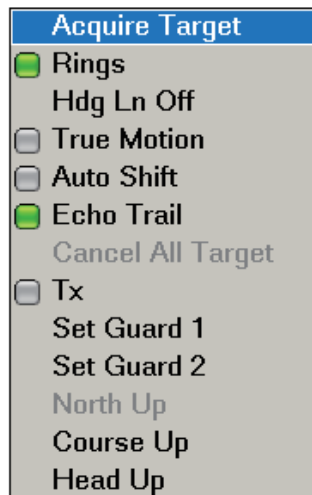 Acquire Target
Rings
Hdg Ln Off
True Motion
Auto Shift
Echo Trail
Cancel All Target
Tx
Set Guard 1
Set Guard 2
North Up
Course Up
Head Up